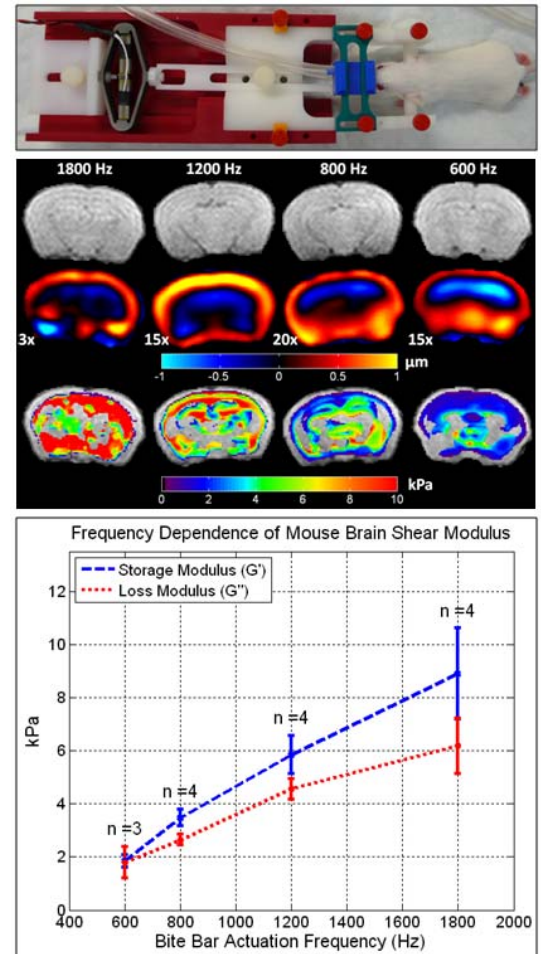 1800 Hz 1200 Hz 800 Hz 600 Hz
3x 15x 20x 15x
-1 -0.5 0 0.5 1 μm
kPa
0 2 4 6 8 10
Frequency Dependence of Mouse Brain Shear Modulus
Storage Modulus (G')
Loss Modulus (G")
n =4
n =4
n =4
n =3
12
10
8
6
4
2
0
kPa
400 600 800 1000 1200 1400 1600 1800 2000
Bite Bar Actuation Frequency (Hz)